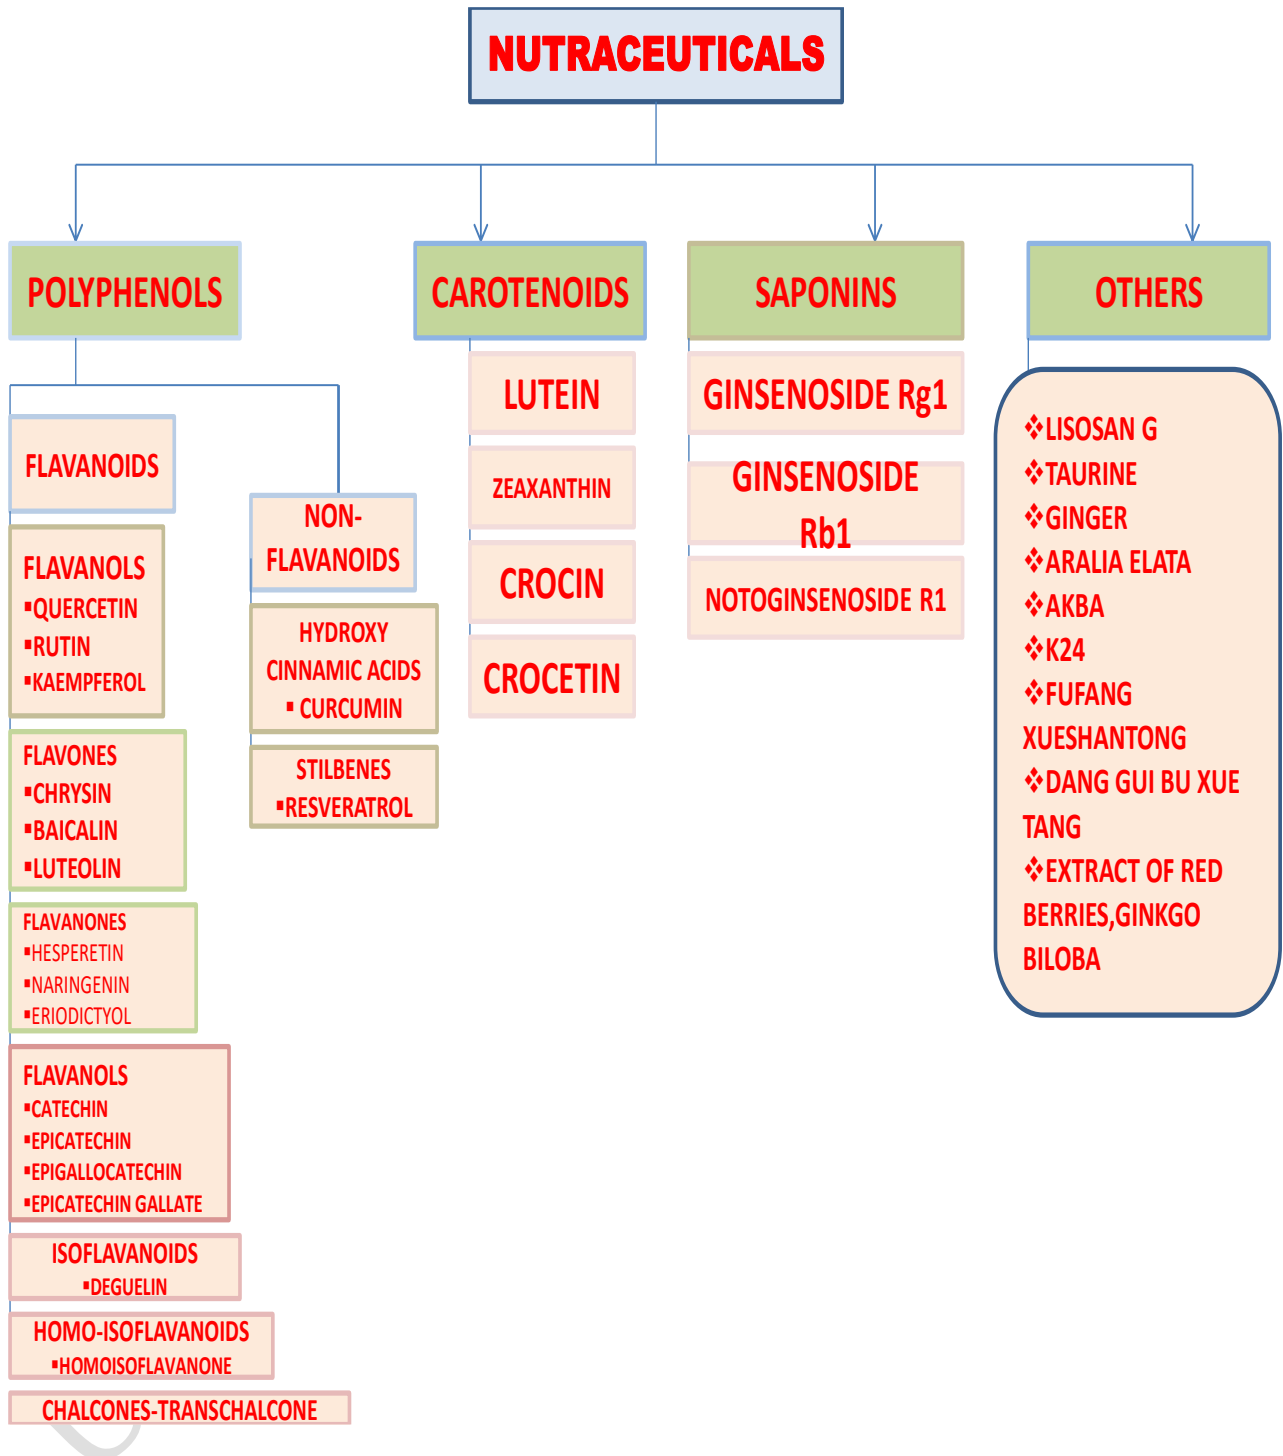 NUTRACEUTICALS
POLYPHENOLS
FLAVANOIDS
FLAVANOLS
▪QUERCETIN
▪RUTIN
▪KAEMPFEROL
FLAVONES
▪CHRYSIN
▪BAICALIN
▪LUTEOLIN
FLAVANONES
▪HESPERETIN
▪NARINGENIN
▪ERIODICTYOL
FLAVANOLS
▪CATECHIN
▪EPICATECHIN
▪EPIGALLOCATECHIN
▪EPICATECHIN GALLATE
ISOFLAVANOIDS
▪DEGUELIN
HOMO-ISOFLAVANOIDS
▪HOMOISOFLAVANONE
CHALCONES-TRANSCHALCONE
NON-
FLAVANOIDS
HYDROXY
CINNAMIC ACIDS
▪ CURCUMIN
STILBENES
▪RESVERATROL
CAROTENOIDS
LUTEIN
ZEAXANTHIN
CROCIN
CROCETIN
SAPONINS
GINSENOSIDE Rg1
GINSENOSIDE
Rb1
NOTOGINSENOSIDE R1
OTHERS
❖LISOSAN G
❖TAURINE
❖GINGER
❖ARALIA ELATA
❖AKBA
❖K24
❖FUFANG
XUESHANTONG
❖DANG GUI BU XUE
TANG
❖EXTRACT OF RED
BERRIES,GINKGO
BILOBA